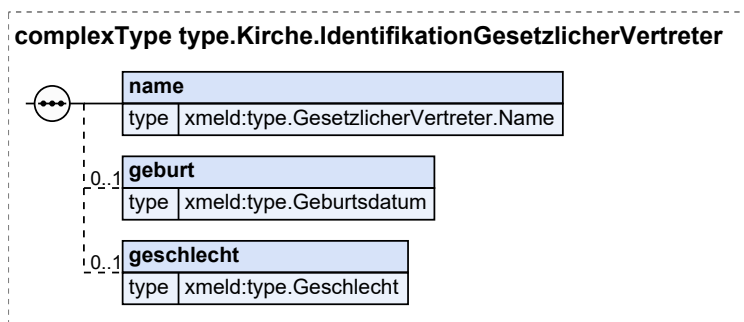 complexType type.Kirche.IdentifikationGesetzlicherVertreter
name
type xmeld:type.GesetzlicherVertreter.Name
0..1 geburt
type xmeld:type.Geburtsdatum
0..1 geschlecht
type xmeld:type.Geschlecht